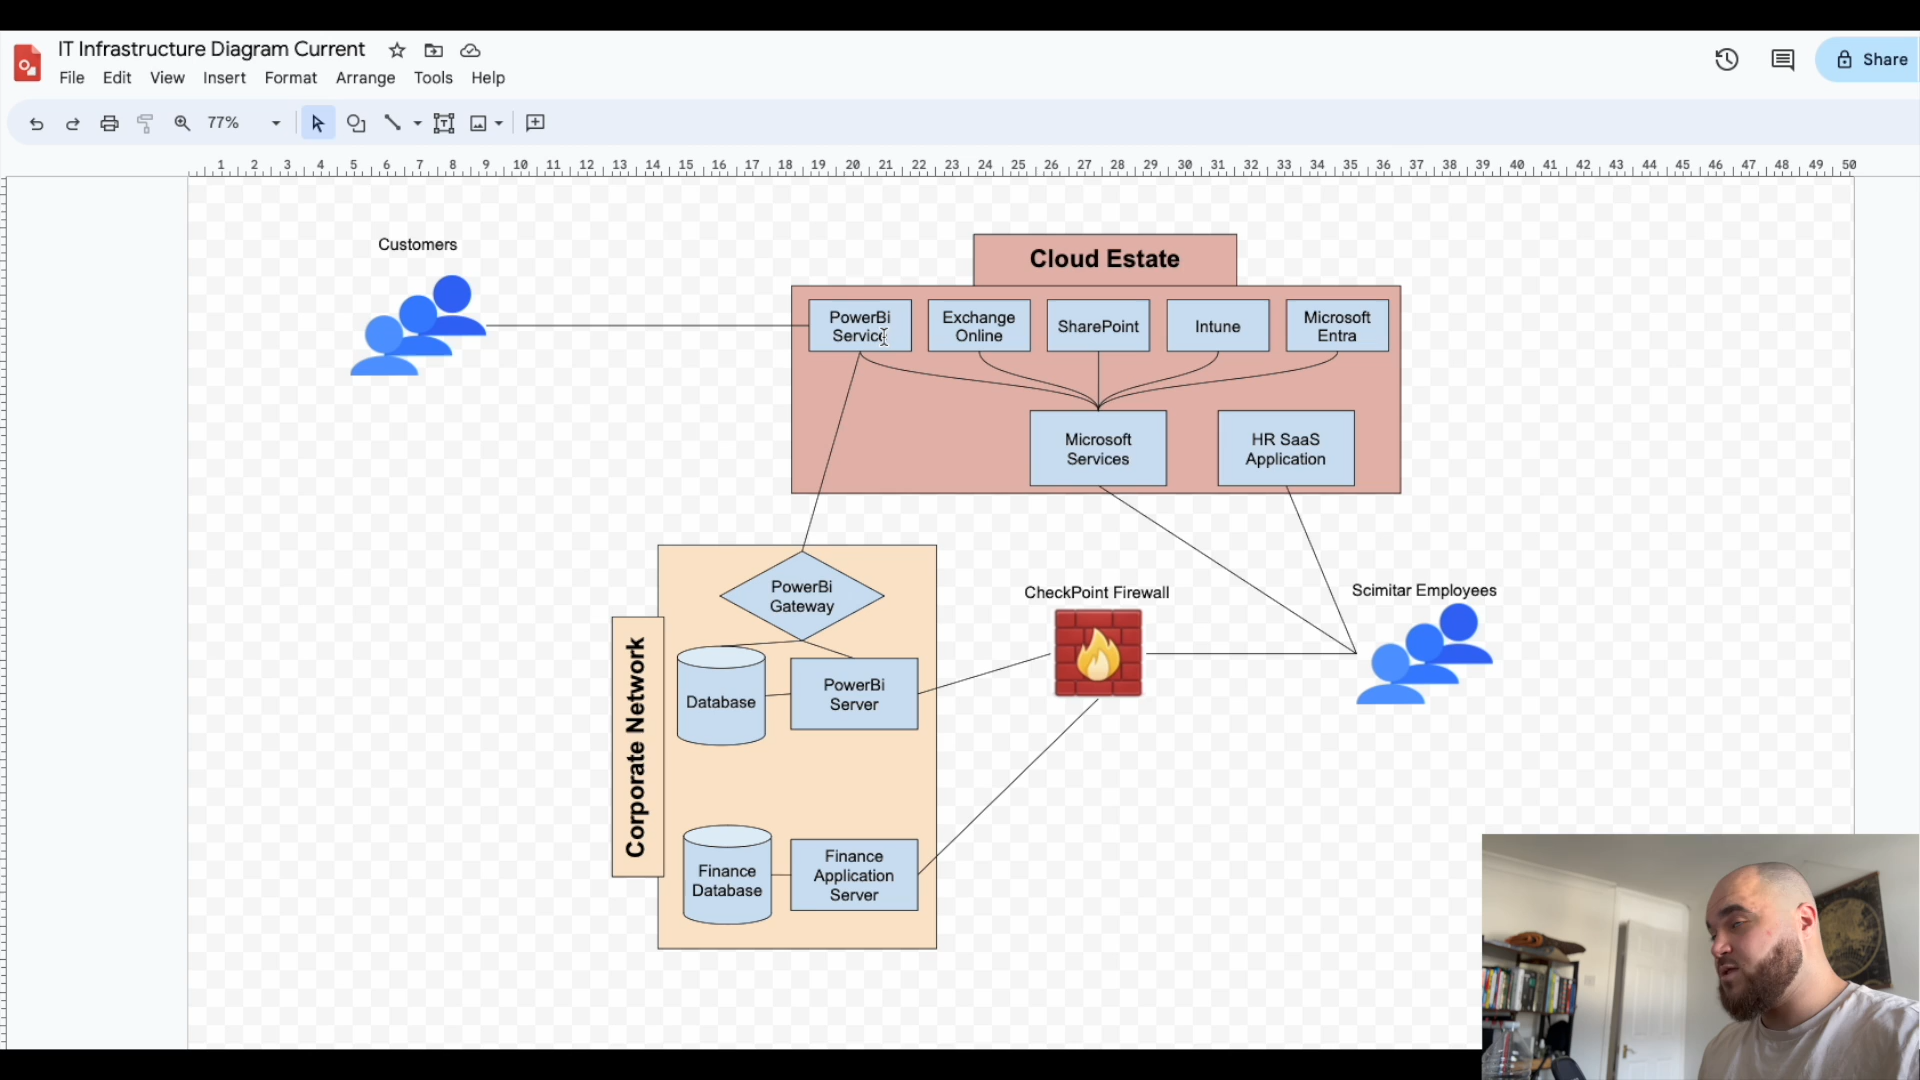 IT Infrastructure Diagram Current
File Edit View Insert Format Arrange Tools Help
Share
77%
1 2 3 4 5 6 7 8 9 10 11 12 13 14 15 16 17 18 19 20 21 22 23 24 25 26 27 28 29 30 31 32 33 34 35 36 37 38 39 40 41 42 43 44 45 46 47 48 49 50
Customers
Cloud Estate
PowerBi
Service
Exchange
Online
SharePoint
Intune
Microsoft
Entra
Microsoft
Services
HR SaaS
Application
PowerBi
Gateway
CheckPoint Firewall
Scimitar Employees
Corporate Network
Database
PowerBi
Server
Finance
Database
Finance
Application
Server